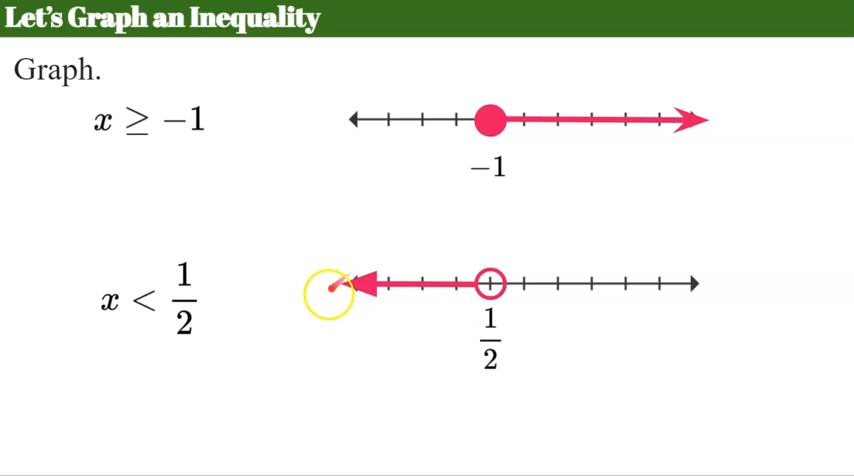 Let's Graph an Inequality
Graph.
x ≥ −1
−1
x < 1/2
1/2